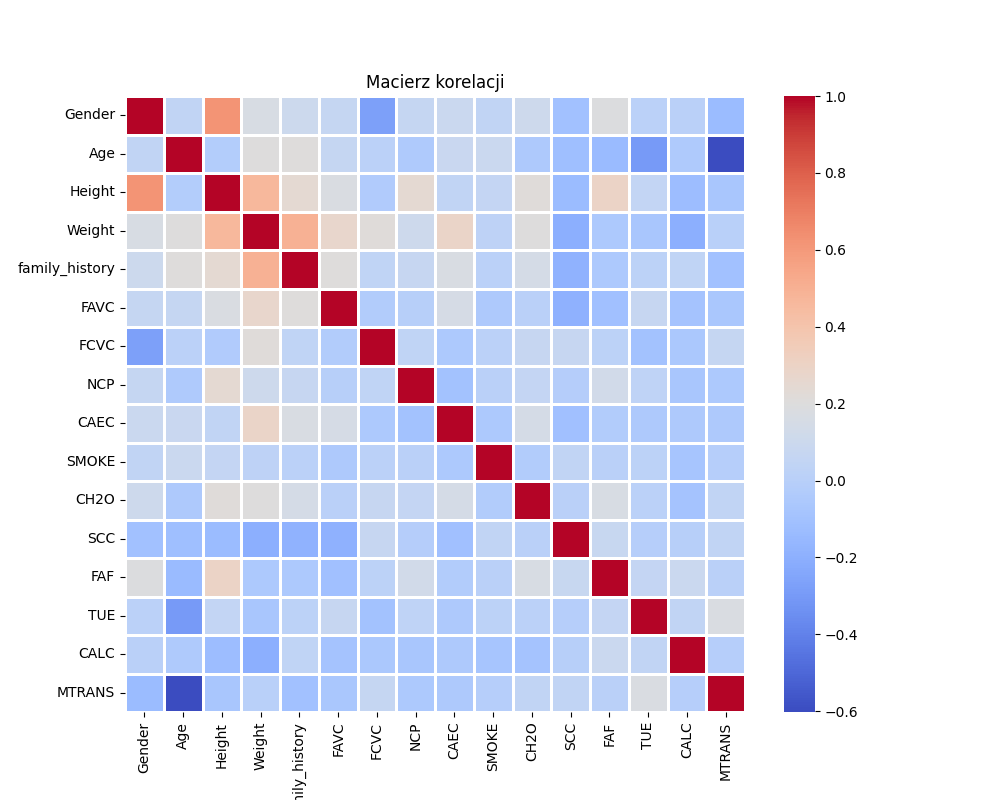 Macierz korelacji
Gender
Age
Height
Weight
family_history
FAVC
FCVC
NCP
CAEC
SMOKE
CH2O
SCC
FAF
TUE
CALC
MTRANS
Gender
Age
Height
Weight
mily_history
FAVC
FCVC
NCP
CAEC
SMOKE
CH2O
SCC
FAF
TUE
CALC
MTRANS
1.0
0.8
0.6
0.4
0.2
0.0
−0.2
−0.4
−0.6